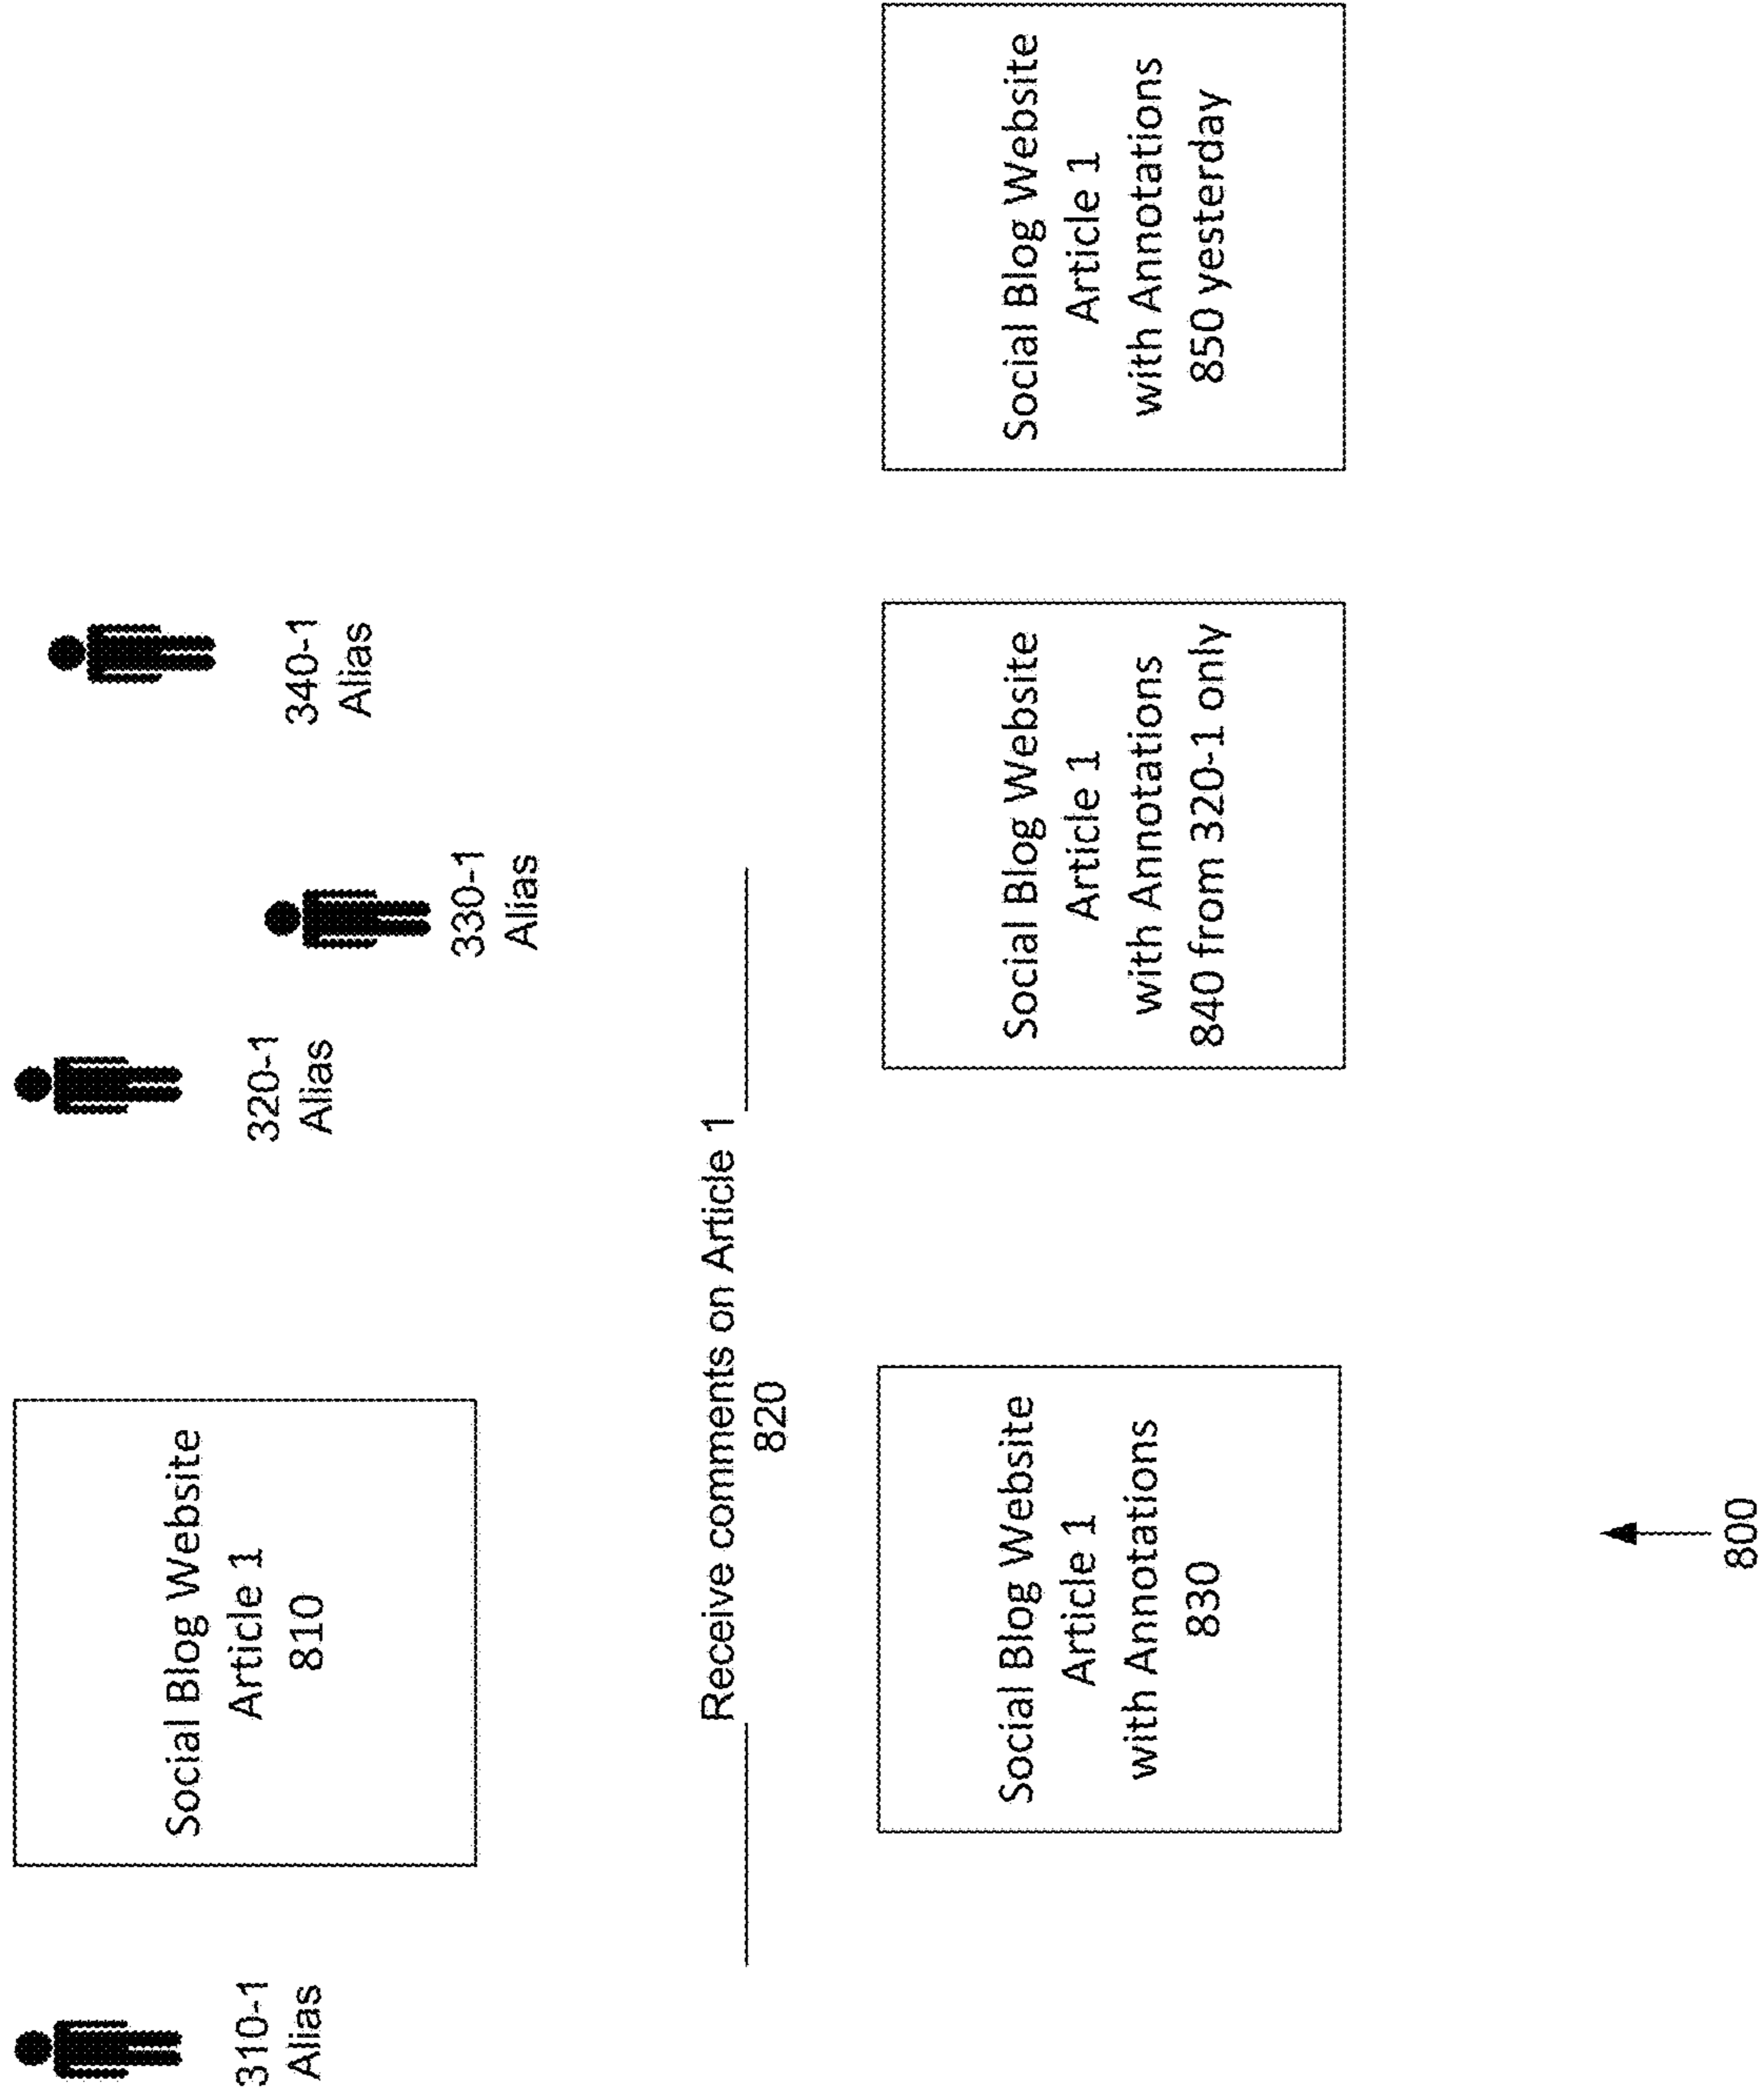 310-1
Alias
Social Blog Website
Article 1
810
320-1
Alias
330-1
Alias
340-1
Alias
Receive comments on Article 1
820
Social Blog Website
Article 1
with Annotations
830
Social Blog Website
Article 1
with Annotations
840 from 320-1 only
Social Blog Website
Article 1
with Annotations
850 yesterday
800